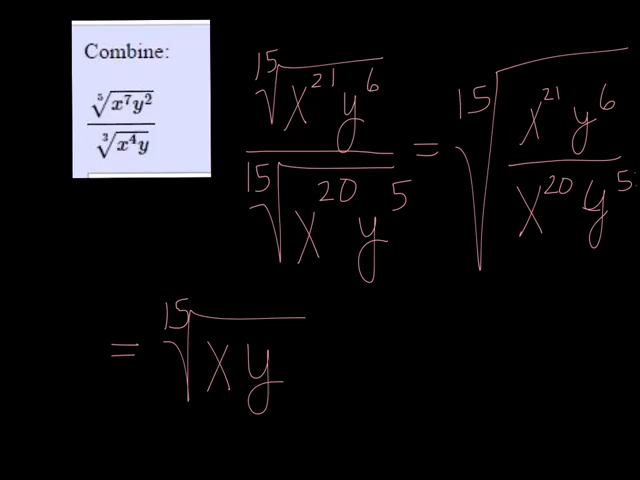 Combine:
⁵√(x⁷y²) / ³√(x⁴y)
¹⁵√(x²¹y⁶) / ¹⁵√(x²⁰y⁵) = ¹⁵√(x²¹y⁶ / x²⁰y⁵)
= ¹⁵√(xy)